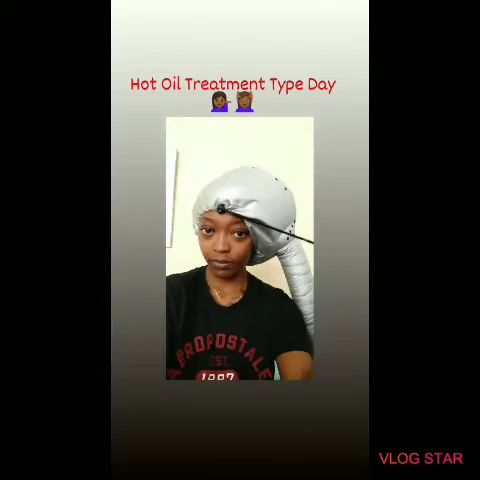 Hot Oil Treatment Type Day
AEROPOSTALE
EST.
1987
VLOG STAR